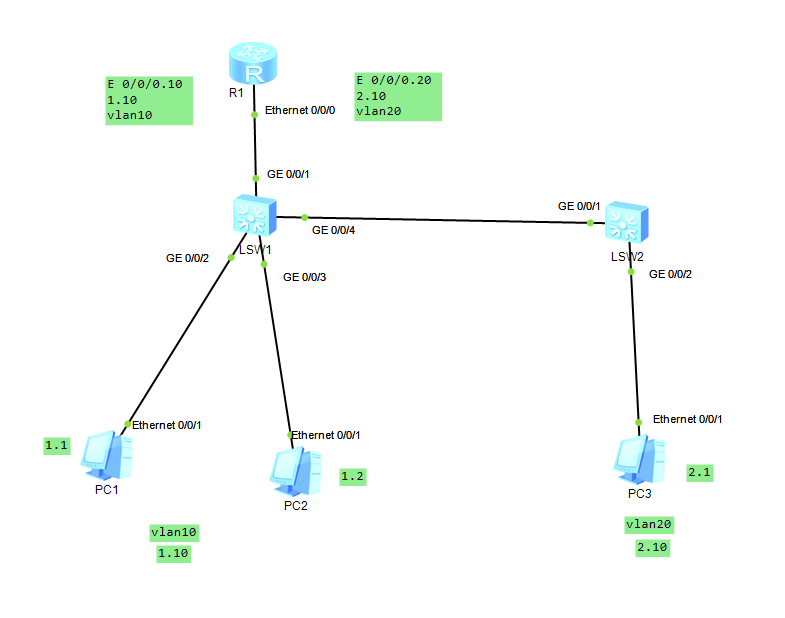 E 0/0/0.10
1.10
vlan10
E 0/0/0.20
2.10
vlan20
R
R1
Ethernet 0/0/0
GE 0/0/1
LSW1
GE 0/0/4
GE 0/0/1
LSW2
GE 0/0/2
GE 0/0/3
GE 0/0/2
Ethernet 0/0/1
1.1
PC1
Ethernet 0/0/1
1.2
PC2
Ethernet 0/0/1
2.1
PC3
vlan10
1.10
vlan20
2.10